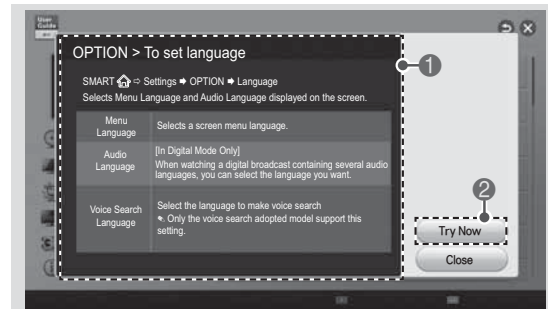 User
Guide
OPTION > To set language
1
SMART ⇨ Settings ➡ OPTION ➡ Language
Selects Menu Language and Audio Language displayed on the screen.
Menu
Language
Selects a screen menu language.
Audio
Language
[In Digital Mode Only]
When watching a digital broadcast containing several audio
languages, you can select the language you want.
Voice Search
Language
Select the language to make voice search
Only the voice search adopted model support this
setting.
2
Try Now
Close